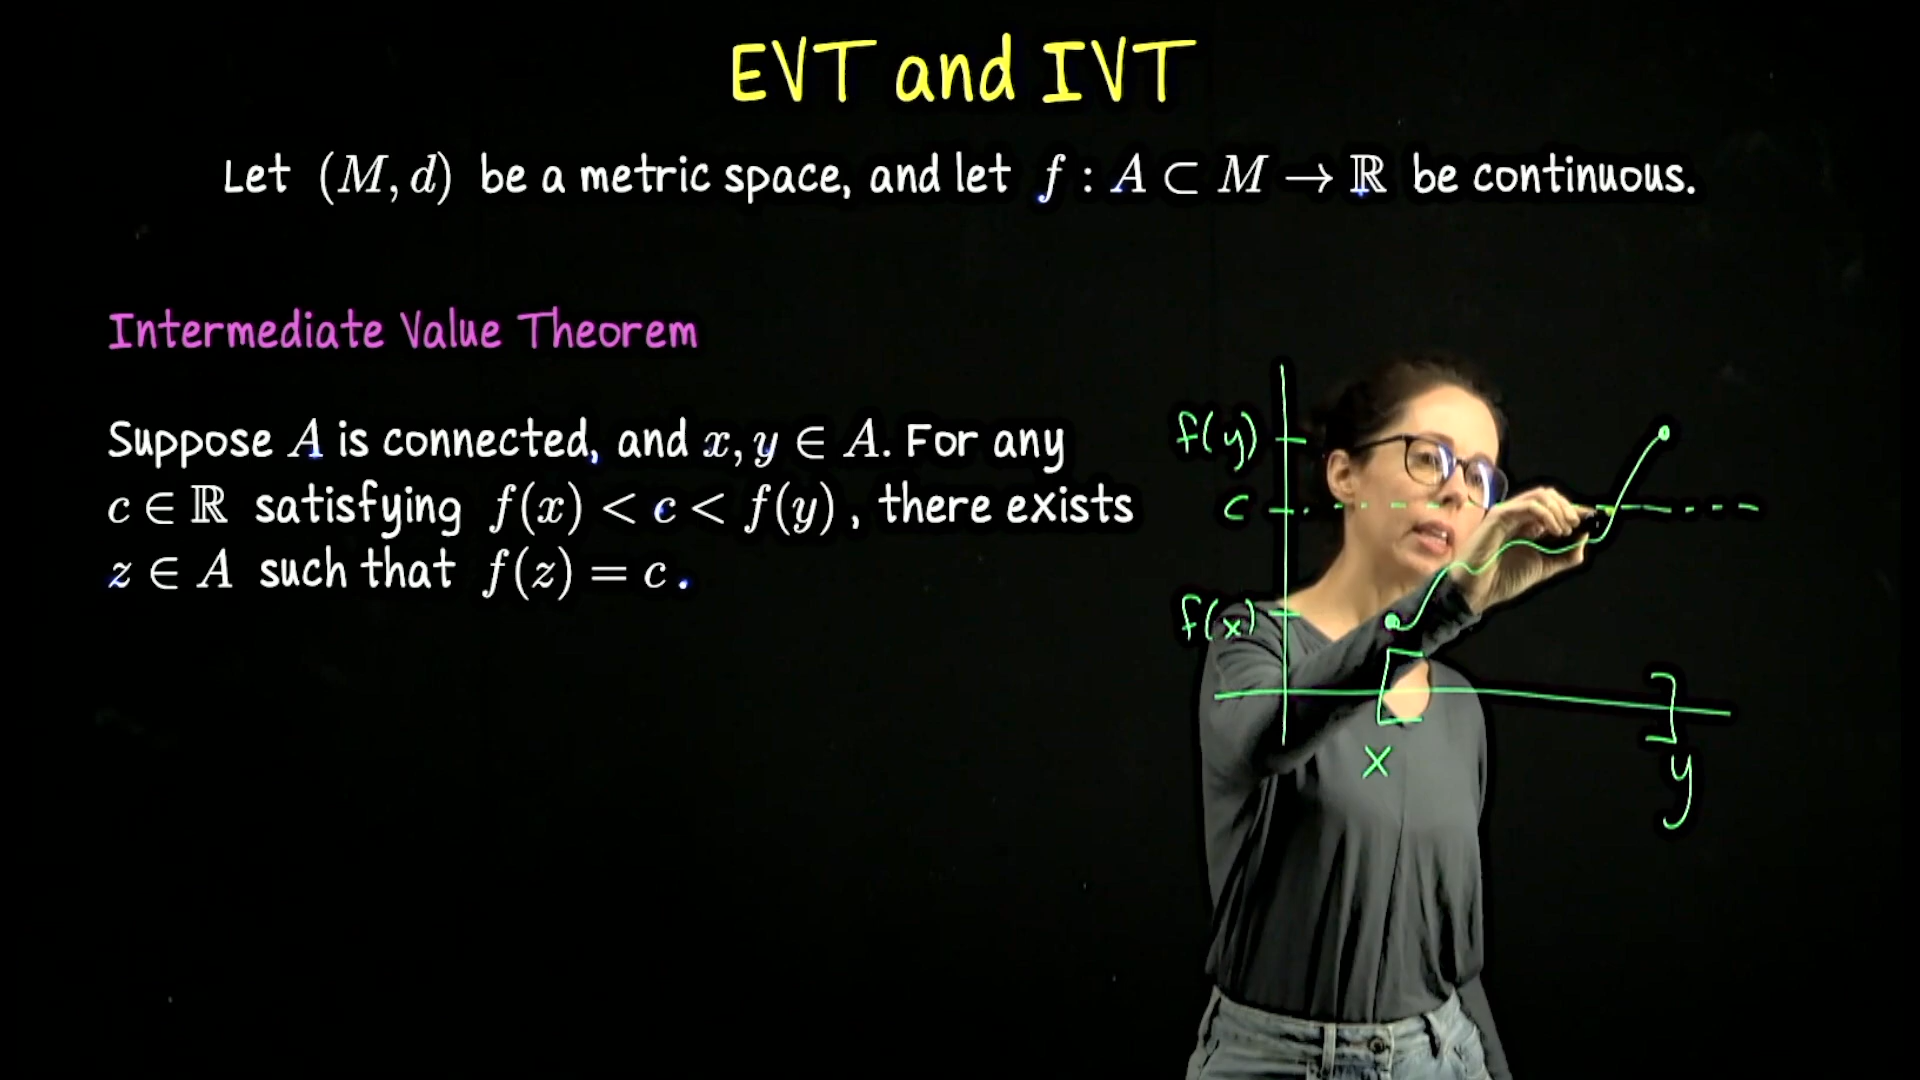 EVT and IVT
Let (M, d) be a metric space, and let f : A ⊂ M → ℝ be continuous.
Intermediate Value Theorem
Suppose A is connected, and x, y ∈ A. For any
c ∈ ℝ satisfying f(x) < c < f(y), there exists
z ∈ A such that f(z) = c.
f(y)
c
f(x)
x
y